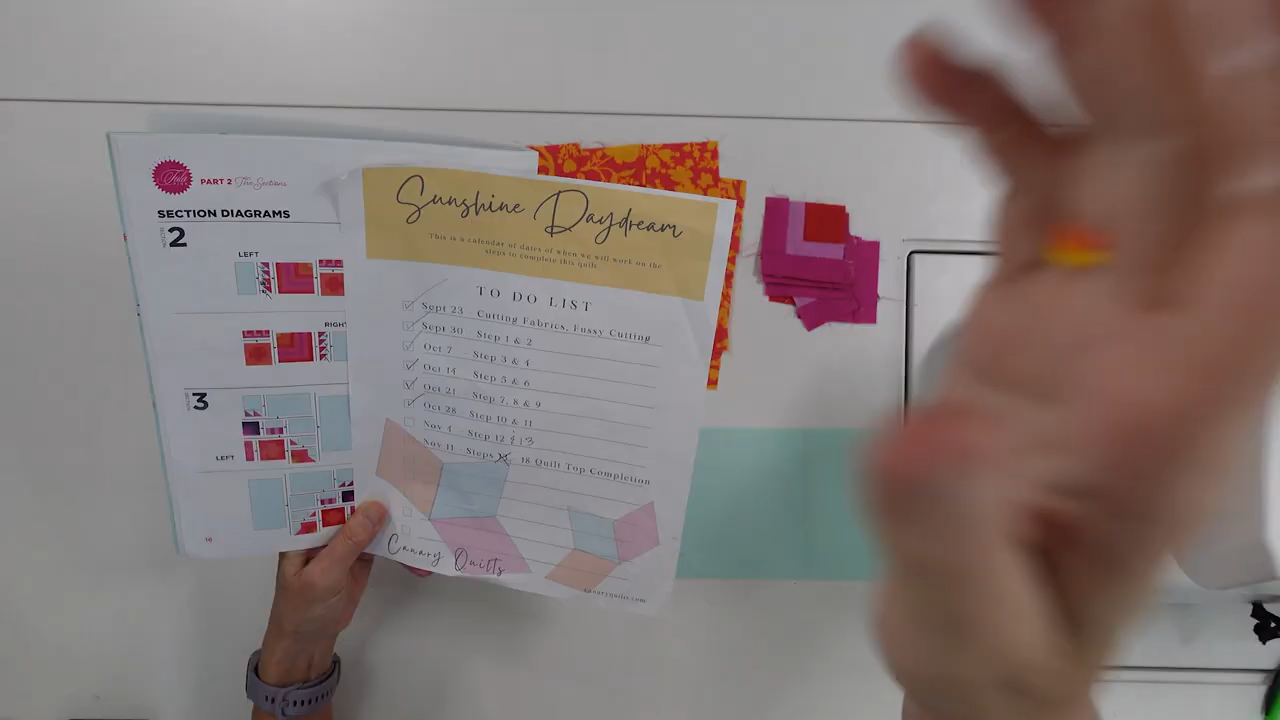 Tula
PART 2 The Sections
SECTION DIAGRAMS
SECTION 2
LEFT
RIGHT
SECTION 3
LEFT
Sunshine Daydream
This is a calendar of dates of when we will work on the
steps to complete this quilt.
TO DO LIST
Sept 23 - Cutting Fabrics, Fussy Cutting
Sept 30 - Step 1 & 2
Oct 7 - Step 3 & 4
Oct 14 - Step 5 & 6
Oct 21 - Step 7, 8 & 9
Oct 28 - Step 10 & 11
Nov 4 - Step 12 & 13
Nov 11 - Steps 18 Quilt Top Completion
Canary Quilts
canaryquilts.com